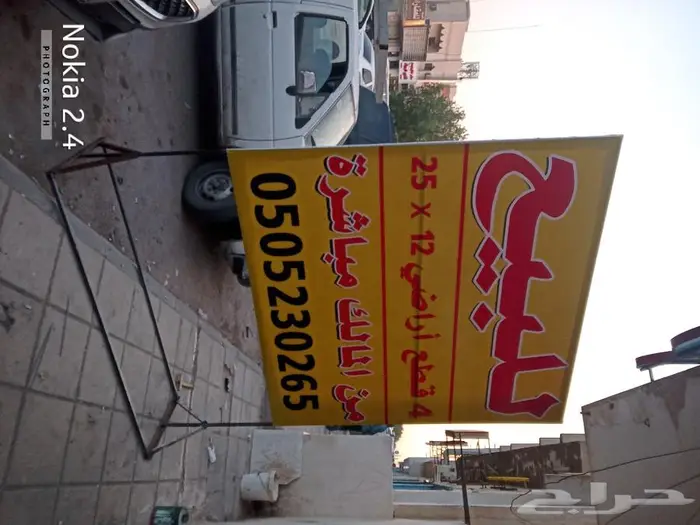 للبيع
4 قطع أراضي 12 x 25
من المالك مباشرة
0505230265
Nokia 2.4
PHOTOGRAPH
حراج